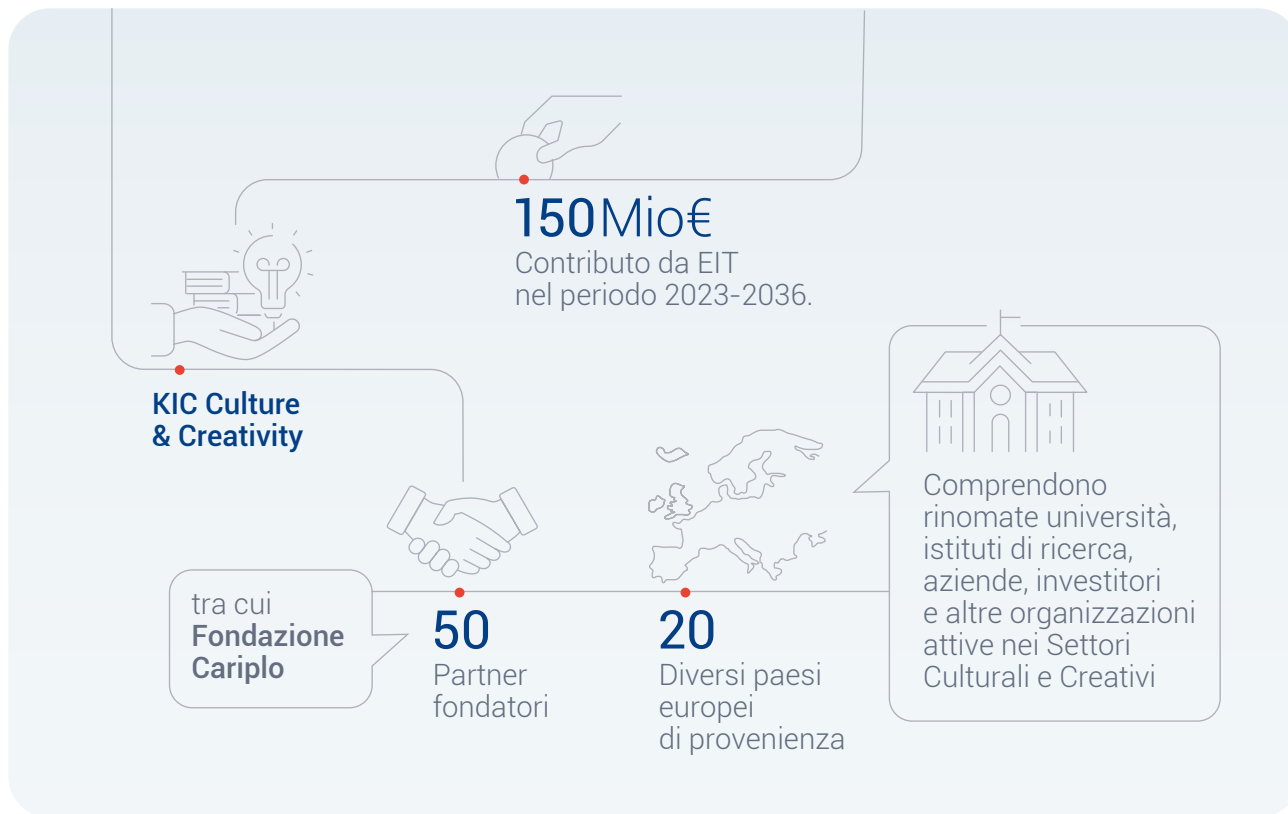 150 Mio€
Contributo da EIT
nel periodo 2023-2036.
KIC Culture
& Creativity
tra cui
Fondazione
Cariplo
50
Partner
fondatori
20
Diversi paesi
europei
di provenienza
Comprendono
rinomate università,
istituti di ricerca,
aziende, investitori
e altre organizzazioni
attive nei Settori
Culturali e Creativi